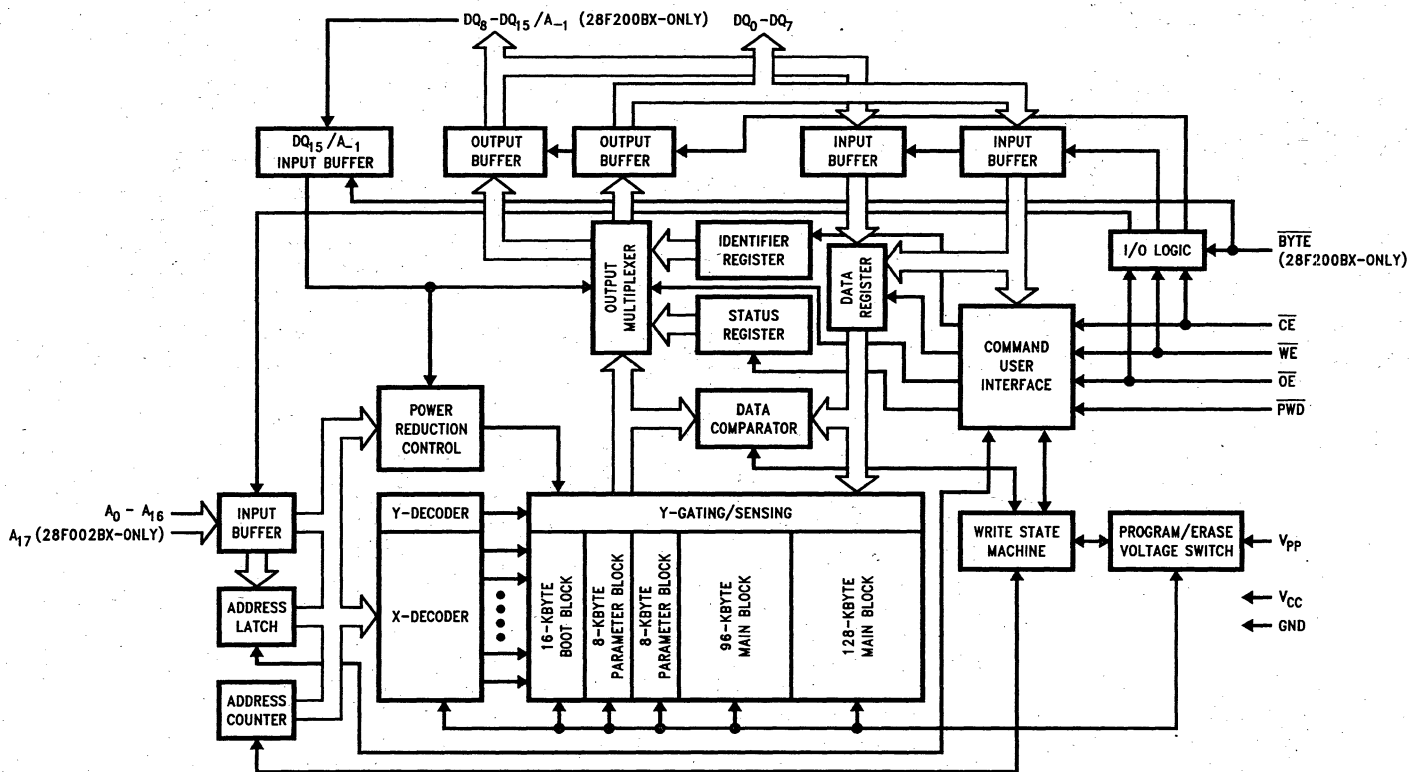 DQ8–DQ15/A–1 (28F200BX-ONLY)
DQ0–DQ7
DQ15/A–1
INPUT BUFFER
OUTPUT
BUFFER
OUTPUT
BUFFER
INPUT
BUFFER
INPUT
BUFFER
OUTPUT
MULTIPLEXER
IDENTIFIER
REGISTER
DATA
REGISTER
I/O LOGIC
BYTE
(28F200BX-ONLY)
STATUS
REGISTER
COMMAND
USER
INTERFACE
CE
WE
OE
PWD
POWER
REDUCTION
CONTROL
DATA
COMPARATOR
A0 – A16
A17 (28F002BX-ONLY)
INPUT
BUFFER
Y-DECODER
Y-GATING/SENSING
WRITE STATE
MACHINE
PROGRAM/ERASE
VOLTAGE SWITCH
VPP
ADDRESS
LATCH
X-DECODER
16-KBYTE
BOOT BLOCK
8-KBYTE
PARAMETER BLOCK
8-KBYTE
PARAMETER BLOCK
96-KBYTE
MAIN BLOCK
128-KBYTE
MAIN BLOCK
VCC
GND
ADDRESS
COUNTER